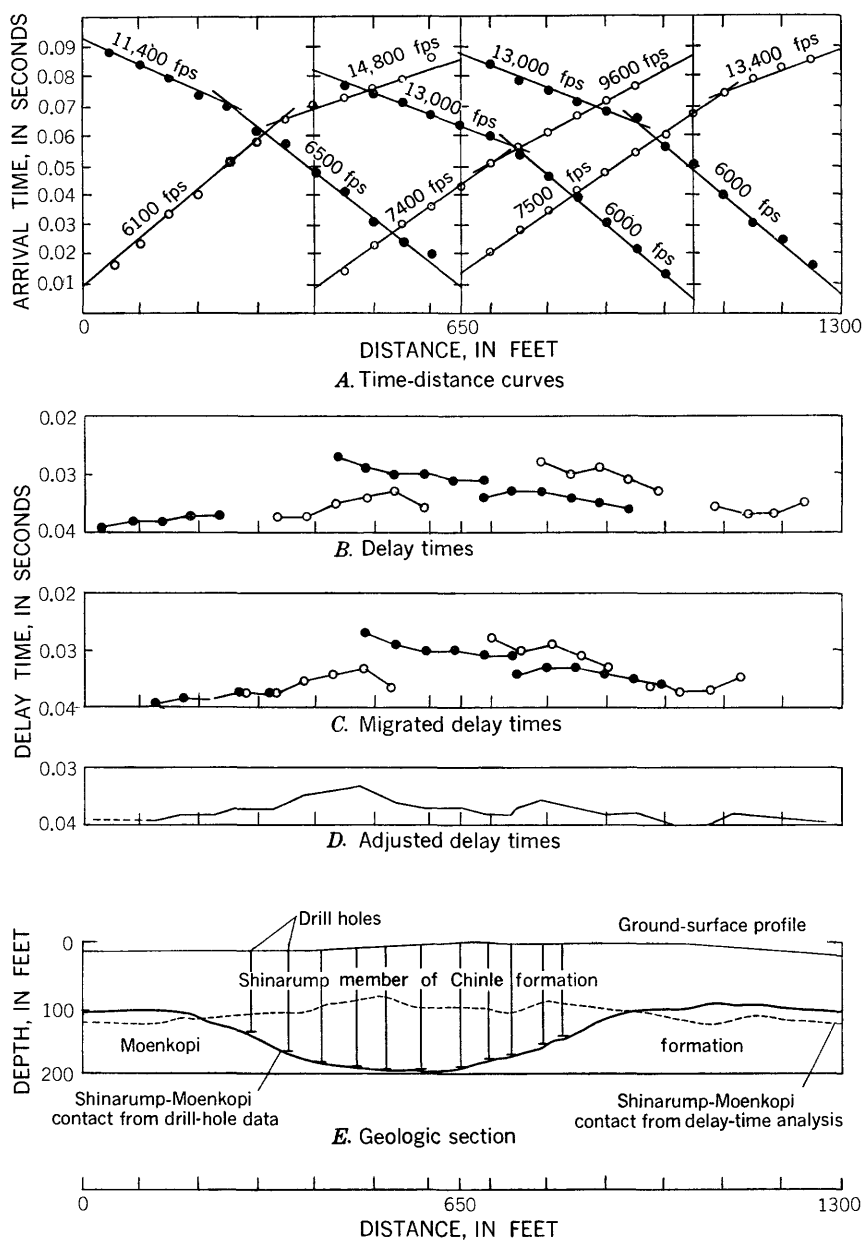 ARRIVAL TIME, IN SECONDS
0.09
0.08
0.07
0.06
0.05
0.04
0.03
0.02
0.01
11,400 fps
14,800 fps
13,000 fps
13,000 fps
9600 fps
13,400 fps
6100 fps
6500 fps
7400 fps
7500 fps
6000 fps
6000 fps
0
650
1300
DISTANCE, IN FEET
A. Time-distance curves
DELAY TIME, IN SECONDS
0.02
0.03
0.04
B. Delay times
0.02
0.03
0.04
C. Migrated delay times
0.03
0.04
D. Adjusted delay times
DEPTH, IN FEET
0
100
200
Drill holes
Ground-surface profile
Shinarump member of Chinle formation
Moenkopi
formation
Shinarump-Moenkopi
contact from drill-hole data
Shinarump-Moenkopi
contact from delay-time analysis
E. Geologic section
0
650
1300
DISTANCE, IN FEET